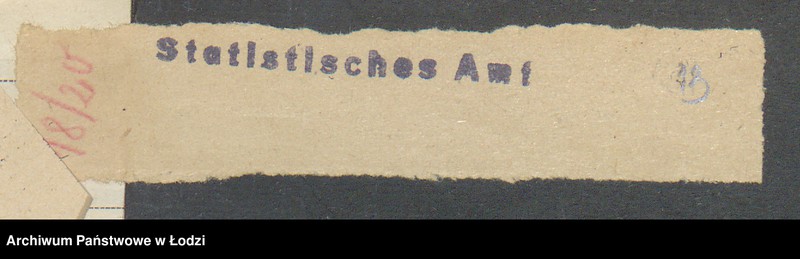 Statistisches Amt
18/20
Archiwum Państwowe w Łodzi